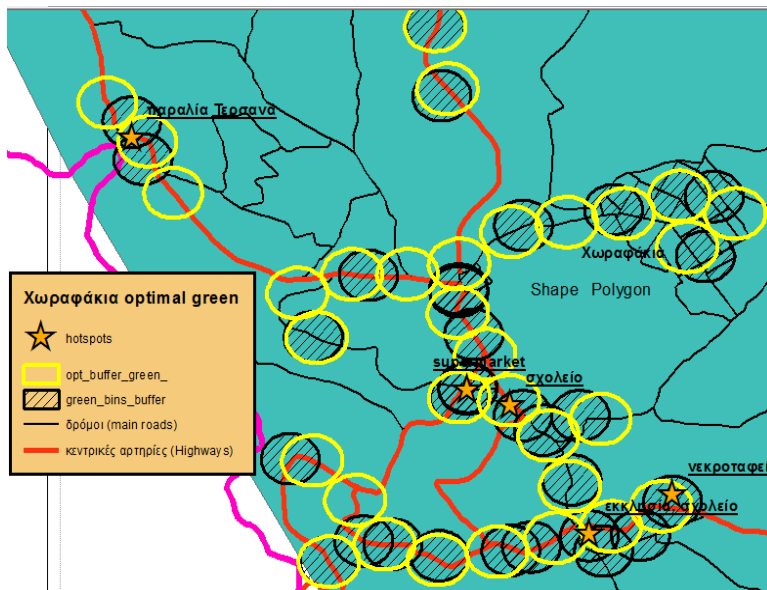 παραλία Τερσανά
Χωραφάκια
Shape Polygon
Χωραφάκια optimal green
hotspots
opt_buffer_green_
green_bins_buffer
δρόμοι (main roads)
κεντρικές αρτηρίες (Highways)
supermarket
σχολείο
νεκροταφεί
εκκλησία, σχολείο